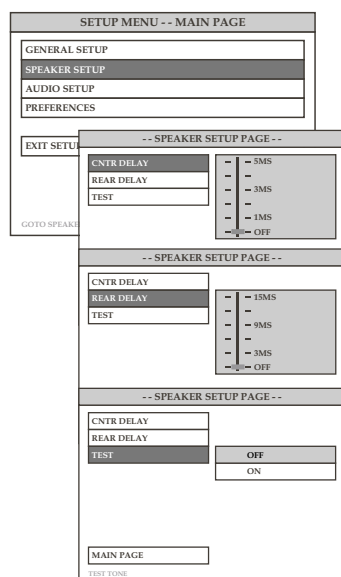 SETUP MENU - - MAIN PAGE
GENERAL SETUP
SPEAKER SETUP
AUDIO SETUP
PREFERENCES
EXIT SETU
GOTO SPEAKE
- - SPEAKER SETUP PAGE - -
CNTR DELAY
REAR DELAY
TEST
5MS
3MS
1MS
OFF
- - SPEAKER SETUP PAGE - -
CNTR DELAY
REAR DELAY
TEST
15MS
9MS
3MS
OFF
- - SPEAKER SETUP PAGE - -
CNTR DELAY
REAR DELAY
TEST
OFF
ON
MAIN PAGE
TEST TONE